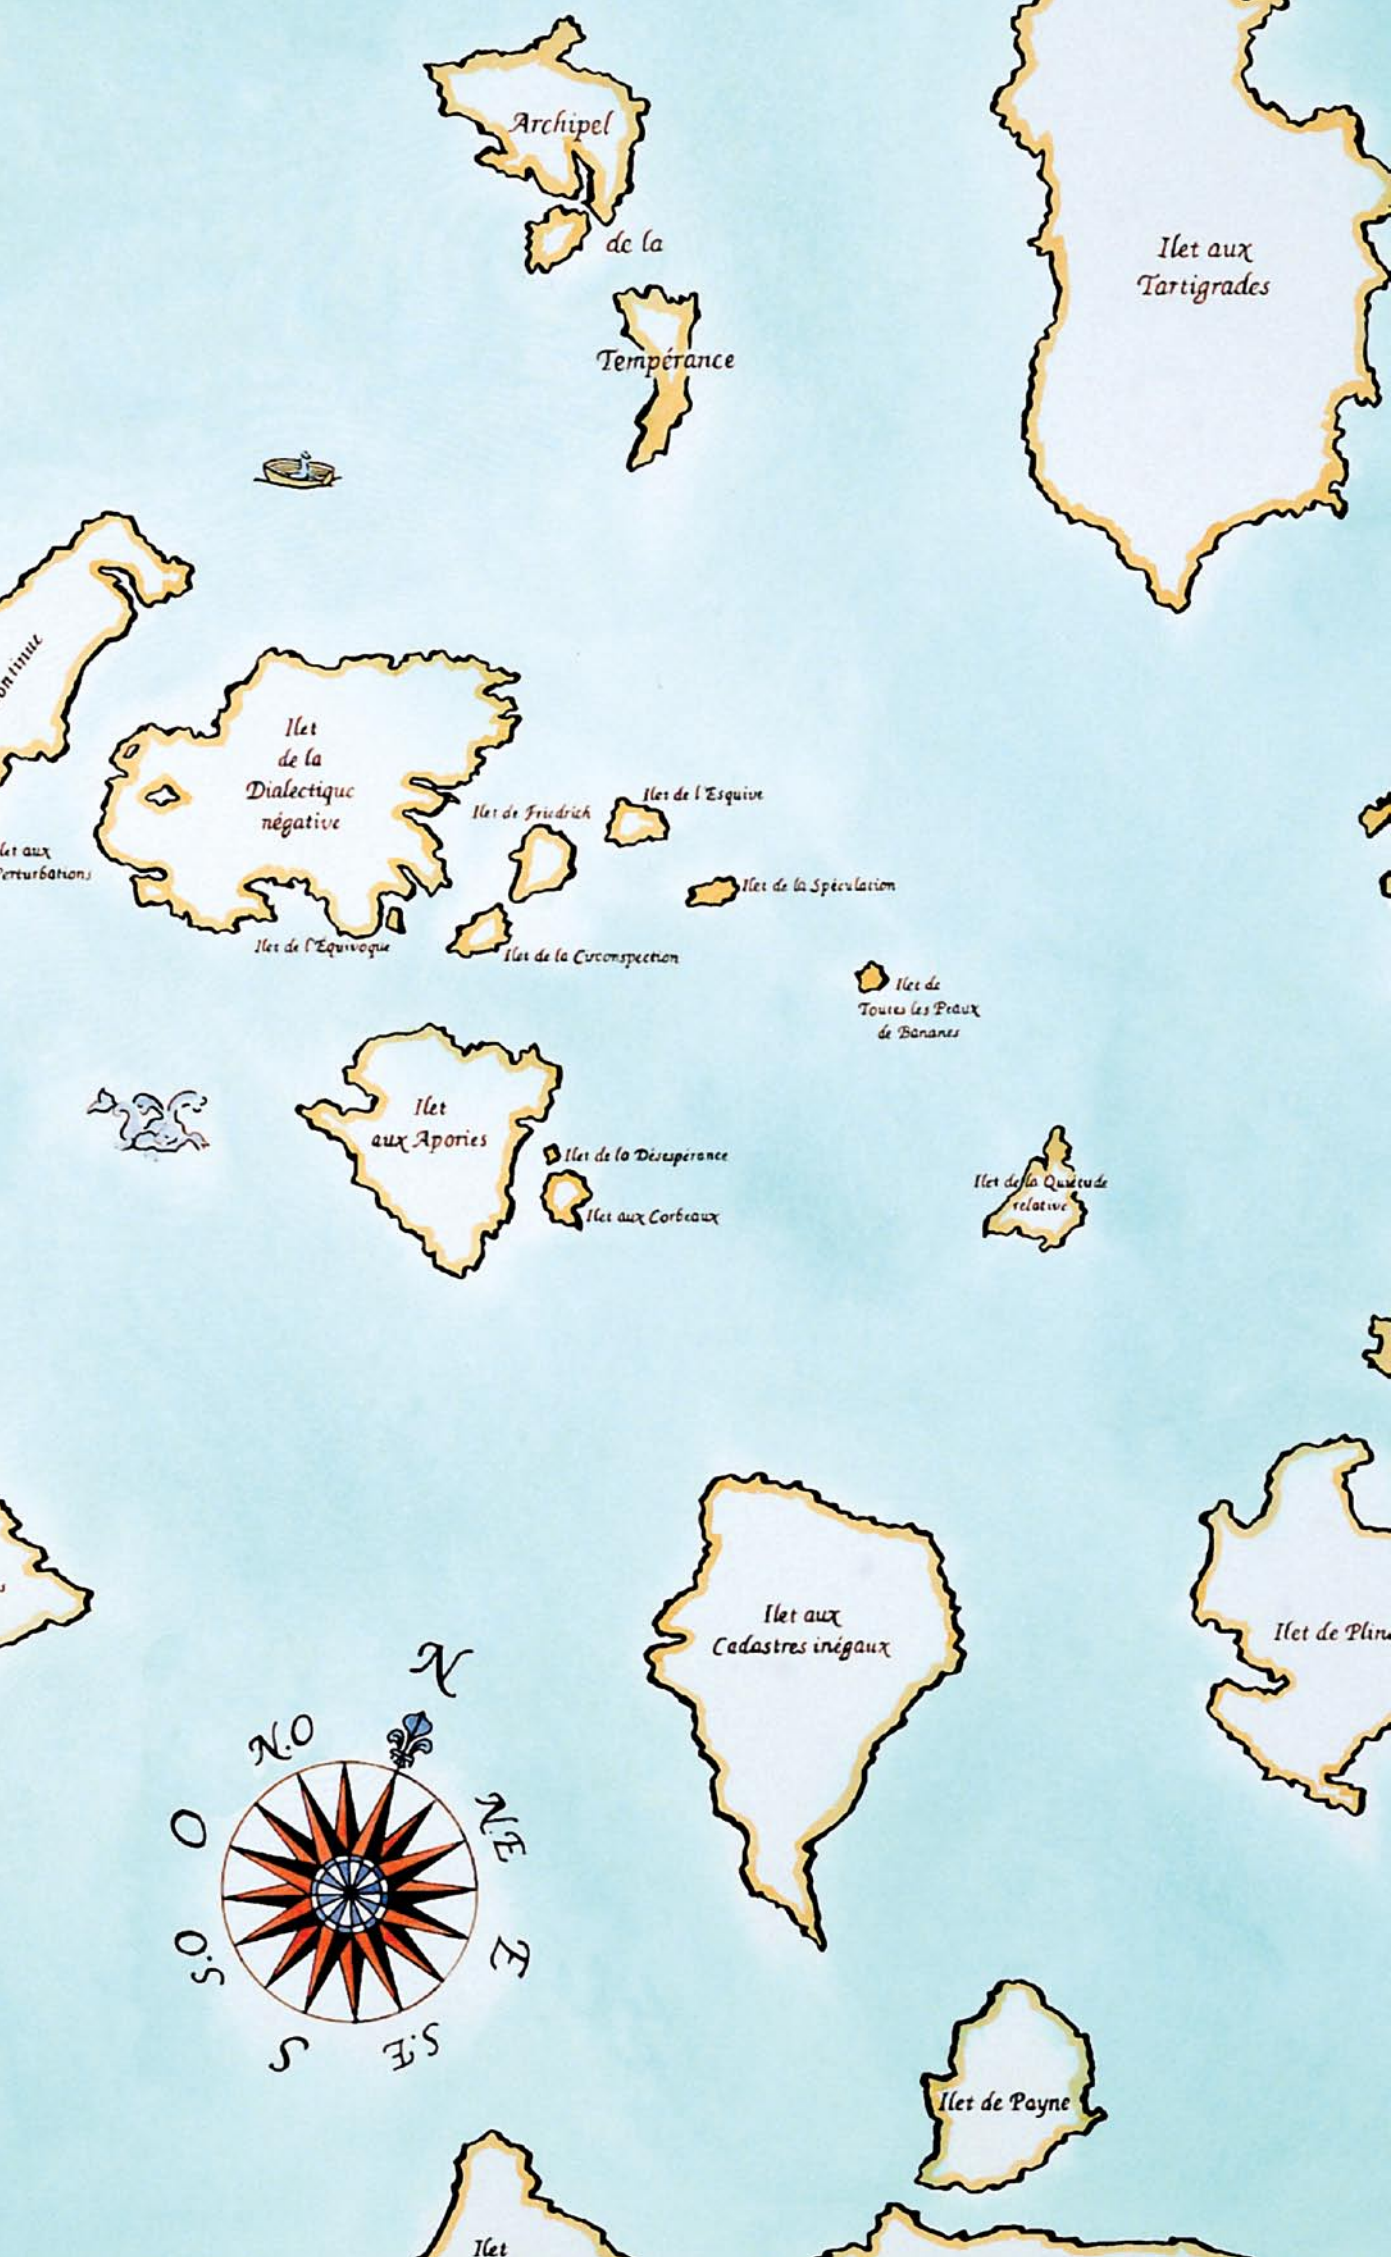 Archipel
de la
Tempérance
Ilet aux
Tartigrades
Ilet
de la
Dialectique
négative
Ilet de Friedrich
Ilet de l'Esquive
Ilet de la Spéculation
aux
Ilet de l'Équivoque
Ilet de la Circonspection
Ilet de
Toutes les Peaux
de Bananes
Ilet
aux Apories
Ilet de la Désespérance
Ilet aux Corbeaux
Ilet de la Quiétude
relative
Ilet aux
Cadastres inégaux
Ilet de
N
N.O
N.E
O
E
S.O
S
S.E
Ilet de Payne
Ilet